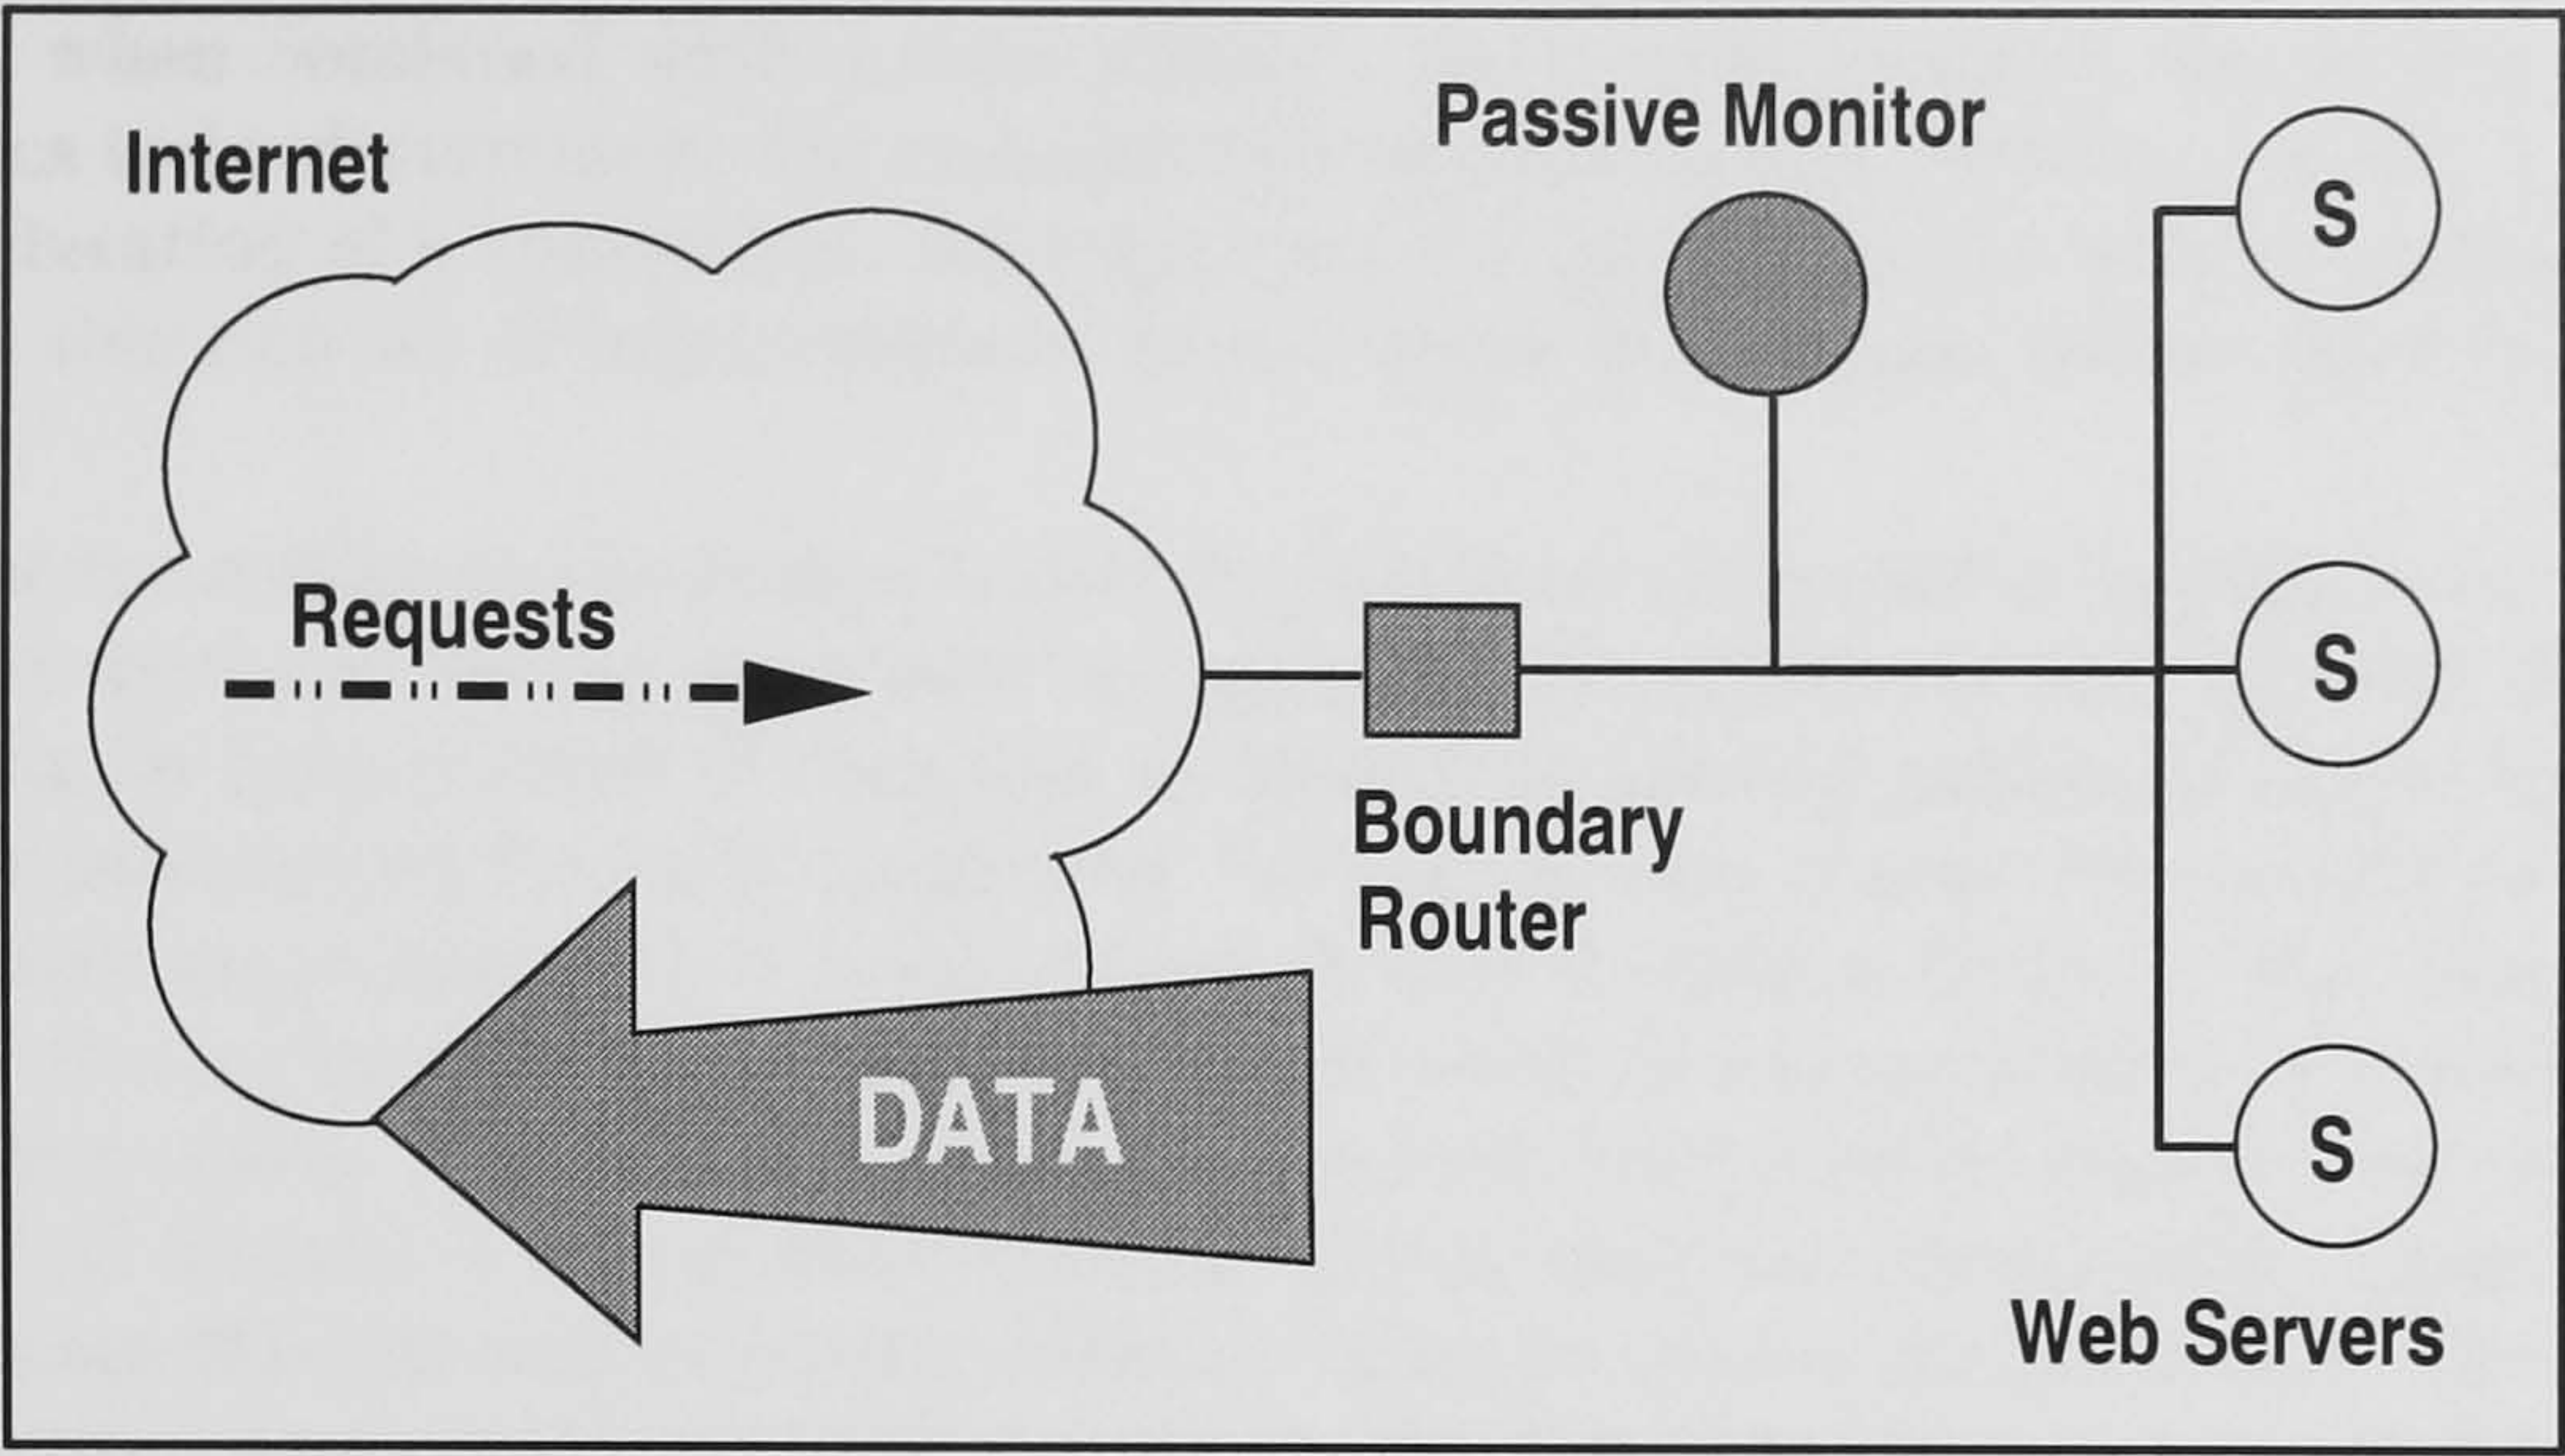 Internet
Passive Monitor
S
Requests
S
Boundary
Router
DATA
S
Web Servers